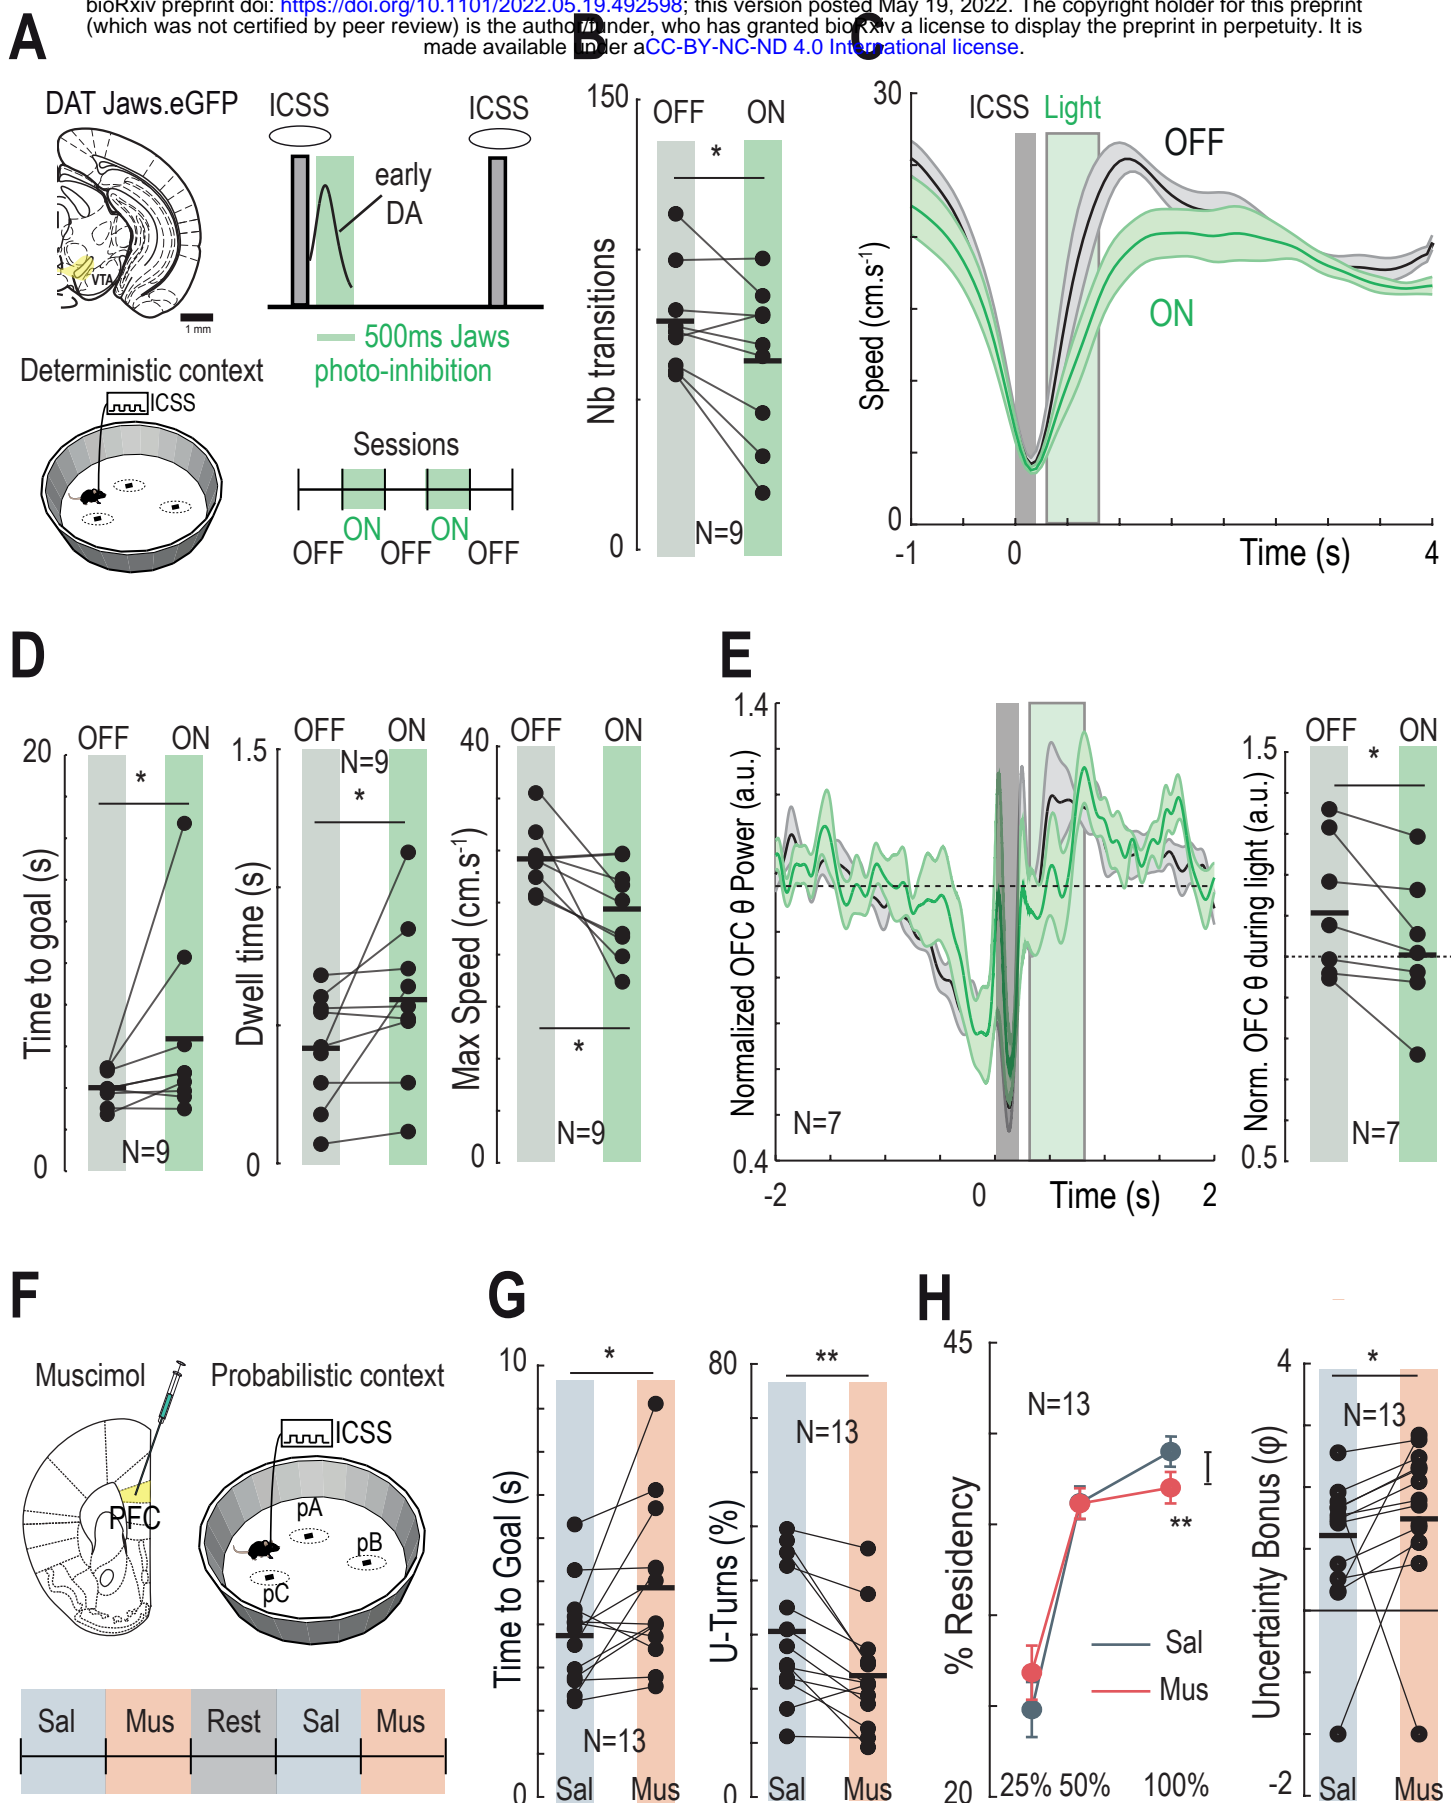 bioRxiv preprint doi: https://doi.org/10.1101/2022.05.19.492598; this version posted May 19, 2022. The copyright holder for this preprint
(which was not certified by peer review) is the author/funder, who has granted bioRxiv a license to display the preprint in perpetuity. It is
made available under aCC-BY-NC-ND 4.0 International license.
A
DAT Jaws.eGFP
VTA
1 mm
ICSS
ICSS
early
DA
500ms Jaws
photo-inhibition
Deterministic context
ICSS
Sessions
ON
ON
OFF
OFF
OFF
B
150
OFF
ON
*
Nb transitions
N=9
0
C
30
ICSS
Light
OFF
ON
Speed (cm.s-1)
0
-1
0
Time (s)
4
D
20
OFF
ON
*
Time to goal (s)
N=9
0
1.5
OFF
ON
N=9
*
Dwell time (s)
0
40
OFF
ON
Max Speed (cm.s-1)
*
N=9
0
E
1.4
Normalized OFC θ Power (a.u.)
N=7
0.4
-2
0
Time (s)
2
1.5
OFF
ON
*
Norm. OFC θ during light (a.u.)
N=7
0.5
F
Muscimol
PFC
Probabilistic context
ICSS
pA
pB
pC
Sal
Mus
Rest
Sal
Mus
G
10
*
Time to Goal (s)
N=13
0
Sal
Mus
80
**
N=13
U-Turns (%)
0
Sal
Mus
H
45
N=13
% Residency
**
Sal
Mus
20
25%
50%
100%
4
*
N=13
Uncertainty Bonus (φ)
-2
Sal
Mus